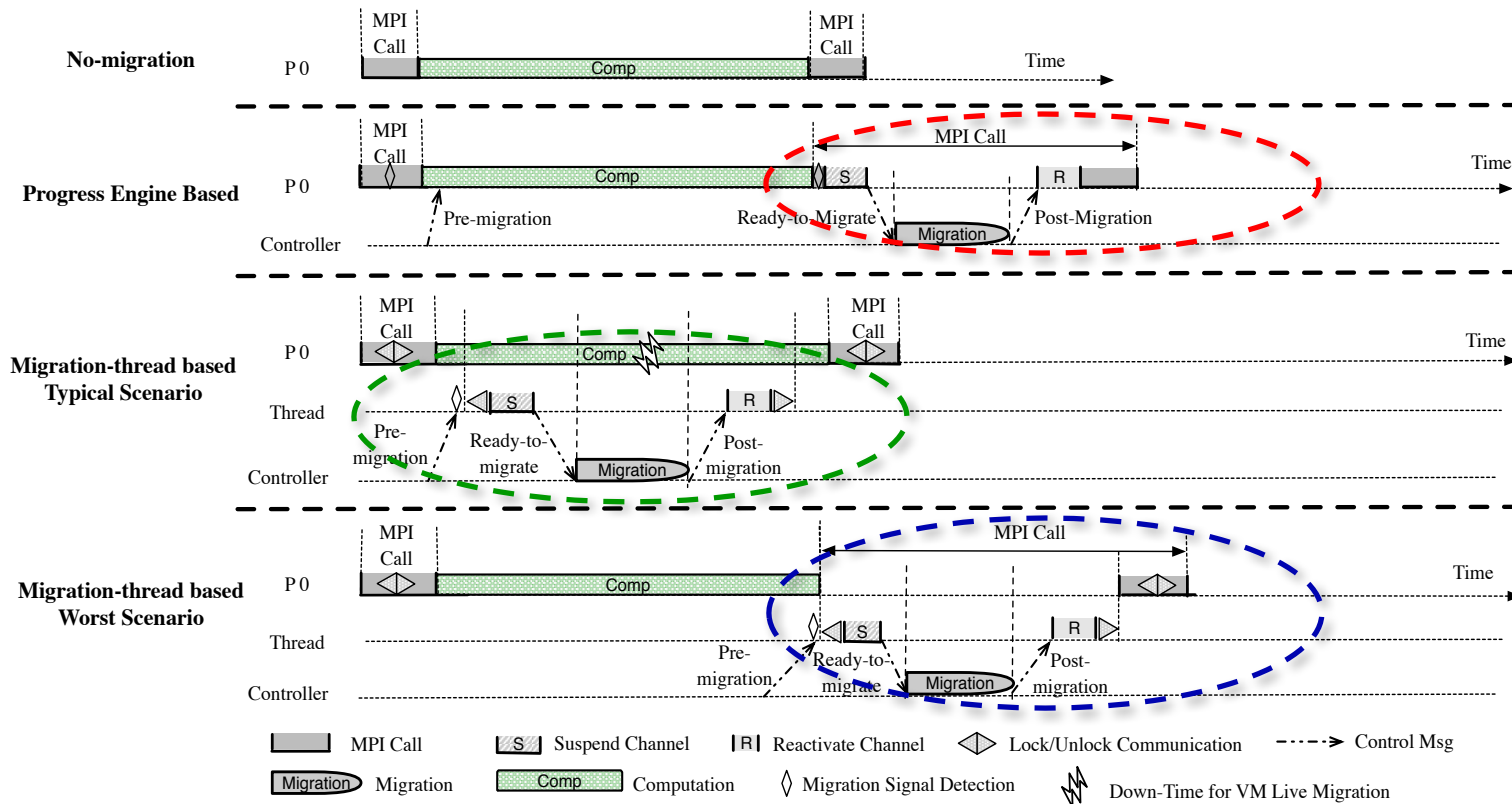 MPI
Call
MPI
Call
No-migration
P 0
Comp
Time
MPI
Call
MPI Call
Time
Progress Engine Based
P 0
Comp
S
R
Pre-migration
Ready-to-Migrate
Post-Migration
Controller
Migration
MPI
Call
MPI
Call
Time
Migration-thread based
Typical Scenario
P 0
Comp
Thread
S
R
Pre-
migration
Ready-to-
migrate
Post-
migration
Controller
Migration
MPI
Call
MPI Call
Time
Migration-thread based
Worst Scenario
P 0
Comp
Thread
S
R
Pre-
migration
Ready-to-
migrate
Post-
migration
Controller
Migration
MPI Call
S Suspend Channel
R Reactivate Channel
Lock/Unlock Communication
Control Msg
Migration Migration
Comp Computation
Migration Signal Detection
Down-Time for VM Live Migration